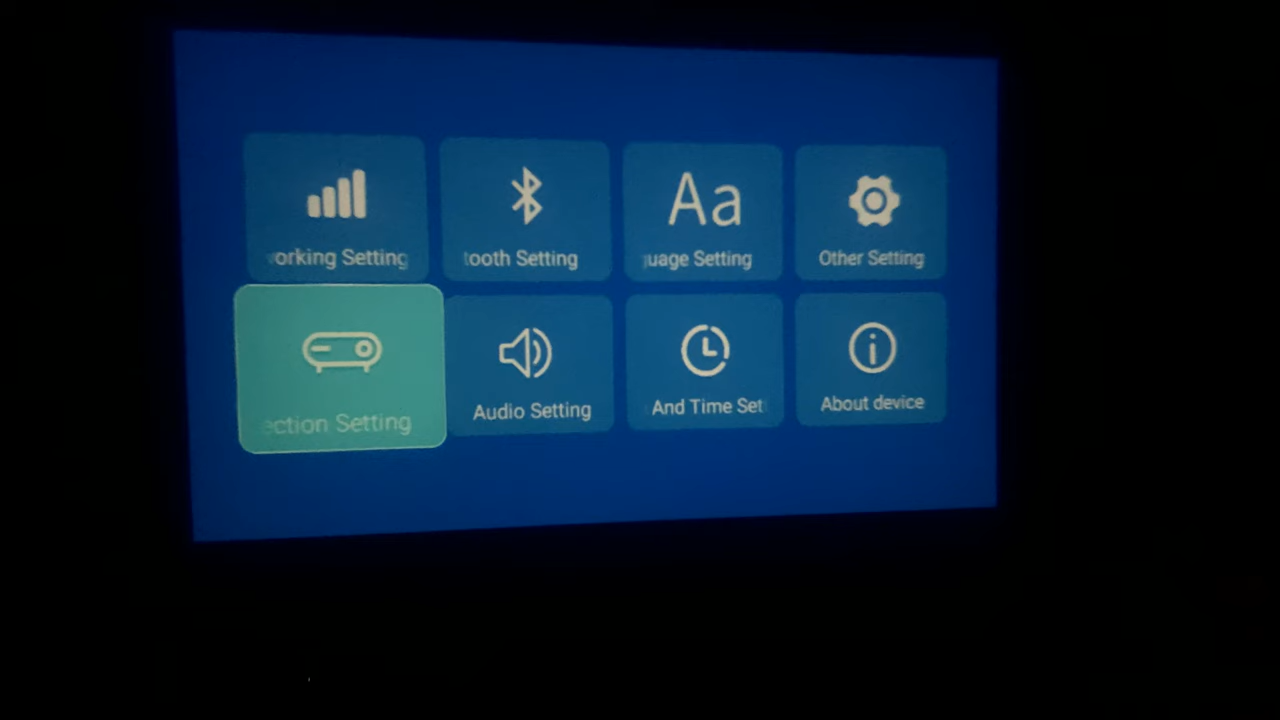 orking Setting
tooth Setting
uage Setting
Other Setting
ection Setting
Audio Setting
And Time Set
About device
Aa